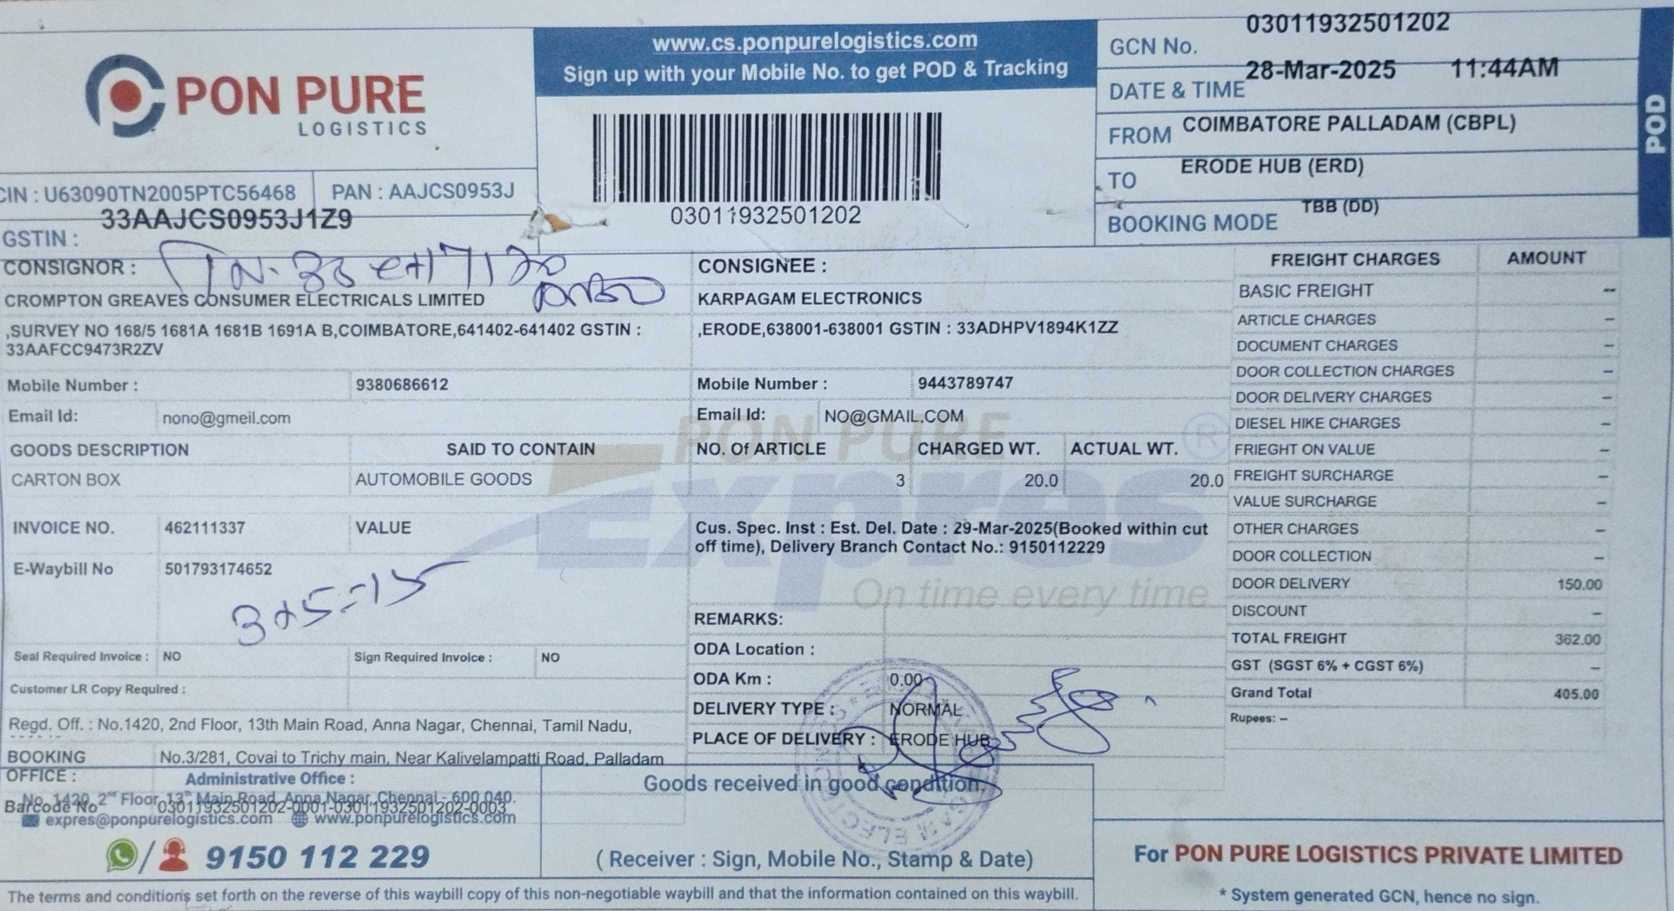 PON PURE
LOGISTICS
www.cs.ponpurelogistics.com
Sign up with your Mobile No. to get POD & Tracking
03011932501202
GCN No. 03011932501202
DATE & TIME 28-Mar-2025 11:44AM
FROM COIMBATORE PALLADAM (CBPL)
TO ERODE HUB (ERD)
BOOKING MODE TBB (DD)
POD
CIN : U63090TN2005PTC56468 PAN : AAJCS0953J
GSTIN : 33AAJCS0953J1Z9
CONSIGNOR :
CROMPTON GREAVES CONSUMER ELECTRICALS LIMITED
,SURVEY NO 168/5 1681A 1681B 1691A B,COIMBATORE,641402-641402 GSTIN :
33AAFCC9473R2ZV
Mobile Number : 9380686612
Email Id: nono@gmeil.com
CONSIGNEE :
KARPAGAM ELECTRONICS
,ERODE,638001-638001 GSTIN : 33ADHPV1894K1ZZ
Mobile Number : 9443789747
Email Id: NO@GMAIL.COM
GOODS DESCRIPTION SAID TO CONTAIN NO. Of ARTICLE CHARGED WT. ACTUAL WT.
CARTON BOX AUTOMOBILE GOODS 3 20.0 20.0
INVOICE NO. 462111337 VALUE
E-Waybill No 501793174652
3x5=15
Cus. Spec. Inst : Est. Del. Date : 29-Mar-2025(Booked within cut
off time), Delivery Branch Contact No.: 9150112229
PON PURE
Expres ®
On time every time
REMARKS:
ODA Location :
ODA Km : 0.00
DELIVERY TYPE : NORMAL
PLACE OF DELIVERY : ERODE HUB
Seal Required Invoice : NO Sign Required Invoice : NO
Customer LR Copy Required :
Regd. Off. : No.1420, 2nd Floor, 13th Main Road, Anna Nagar, Chennai, Tamil Nadu,
BOOKING OFFICE : No.3/281, Covai to Trichy main, Near Kalivelampatti Road, Palladam
Administrative Office :
No. 1420, 2nd Floor, 13th Main Road, Anna Nagar, Chennai - 600 040.
Barcode No 03011932501202-0001-03011932501202-0003
expres@ponpurelogistics.com www.ponpurelogistics.com
9150 112 229
Goods received in good condition.
( Receiver : Sign, Mobile No., Stamp & Date)
FREIGHT CHARGES AMOUNT
BASIC FREIGHT --
ARTICLE CHARGES –
DOCUMENT CHARGES –
DOOR COLLECTION CHARGES –
DOOR DELIVERY CHARGES –
DIESEL HIKE CHARGES –
FRIEGHT ON VALUE –
FREIGHT SURCHARGE –
VALUE SURCHARGE –
OTHER CHARGES –
DOOR COLLECTION –
DOOR DELIVERY 150.00
DISCOUNT –
TOTAL FREIGHT 362.00
GST (SGST 6% + CGST 6%) –
Grand Total 405.00
Rupees: –
For PON PURE LOGISTICS PRIVATE LIMITED
* System generated GCN, hence no sign.
The terms and conditions set forth on the reverse of this waybill copy of this non-negotiable waybill and that the information contained on this waybill.